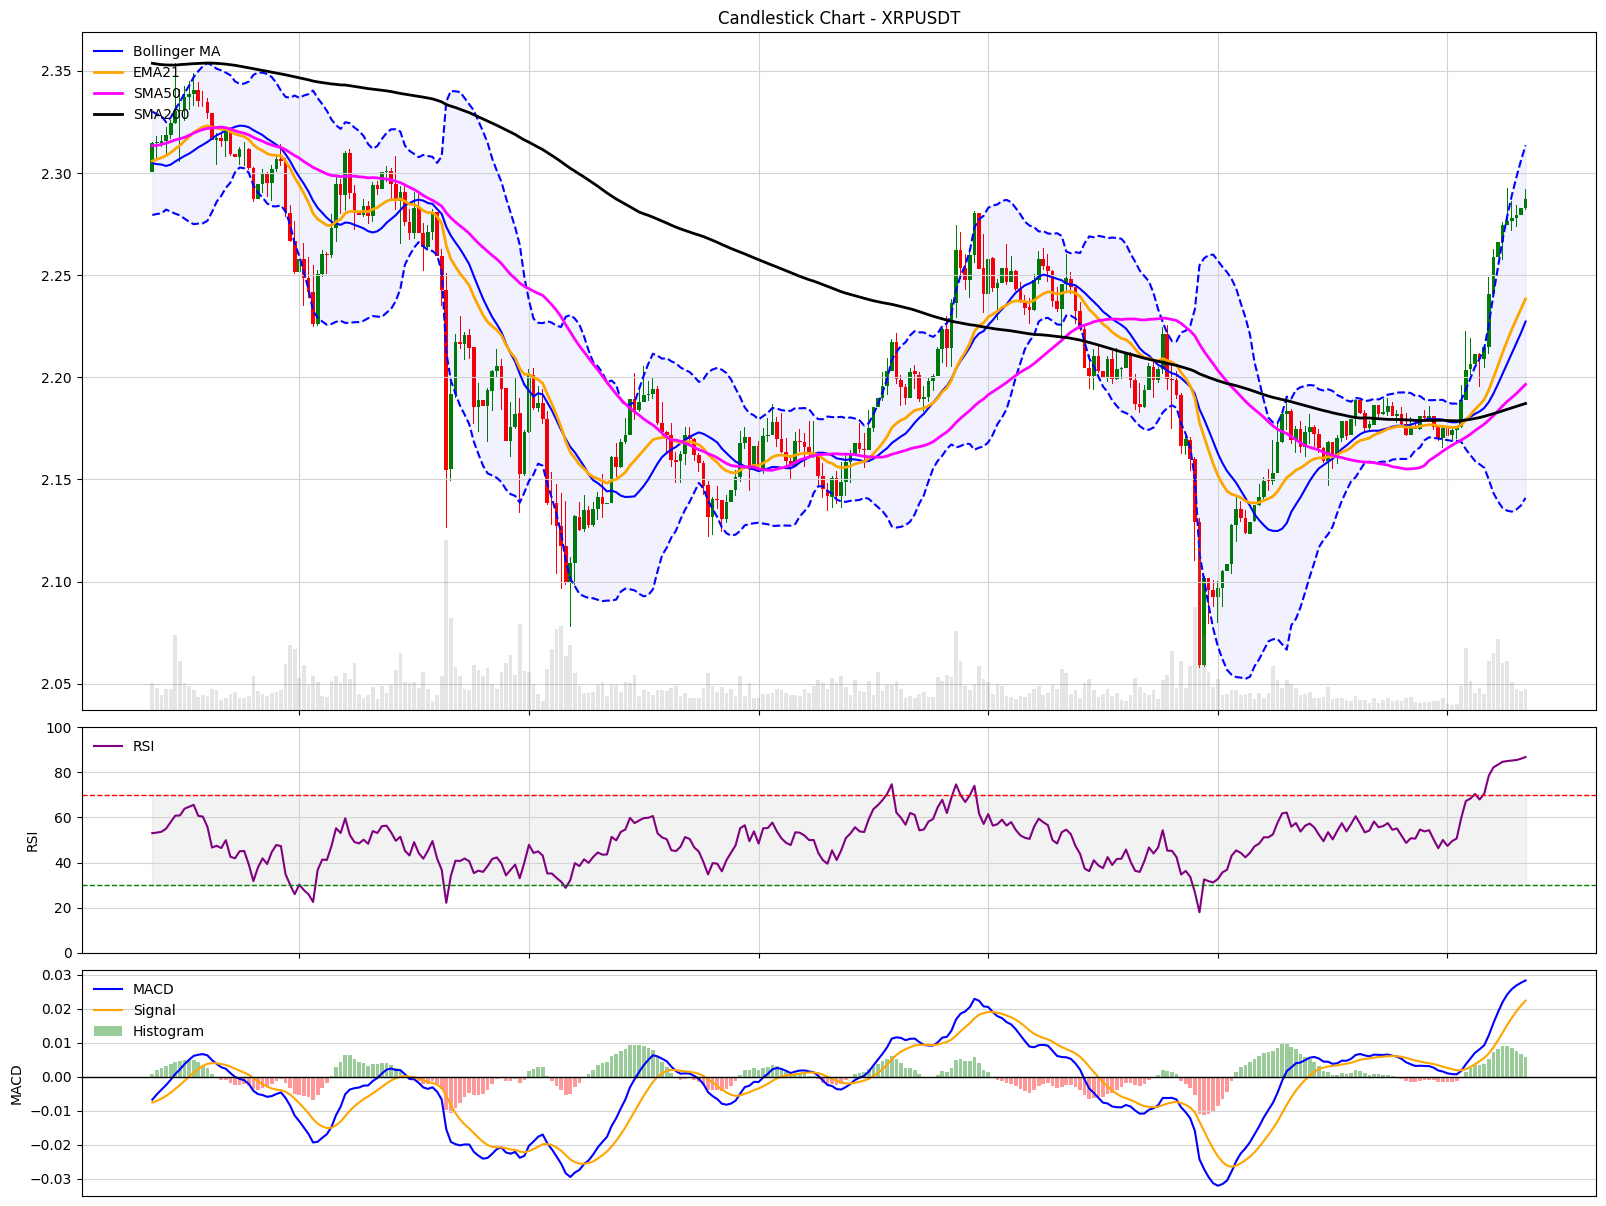 Candlestick Chart - XRPUSDT
Bollinger MA
EMA21
SMA50
SMA200
2.35
2.30
2.25
2.20
2.15
2.10
2.05
RSI
100
80
60
40
20
0
RSI
MACD
Signal
Histogram
0.03
0.02
0.01
0.00
−0.01
−0.02
−0.03
MACD